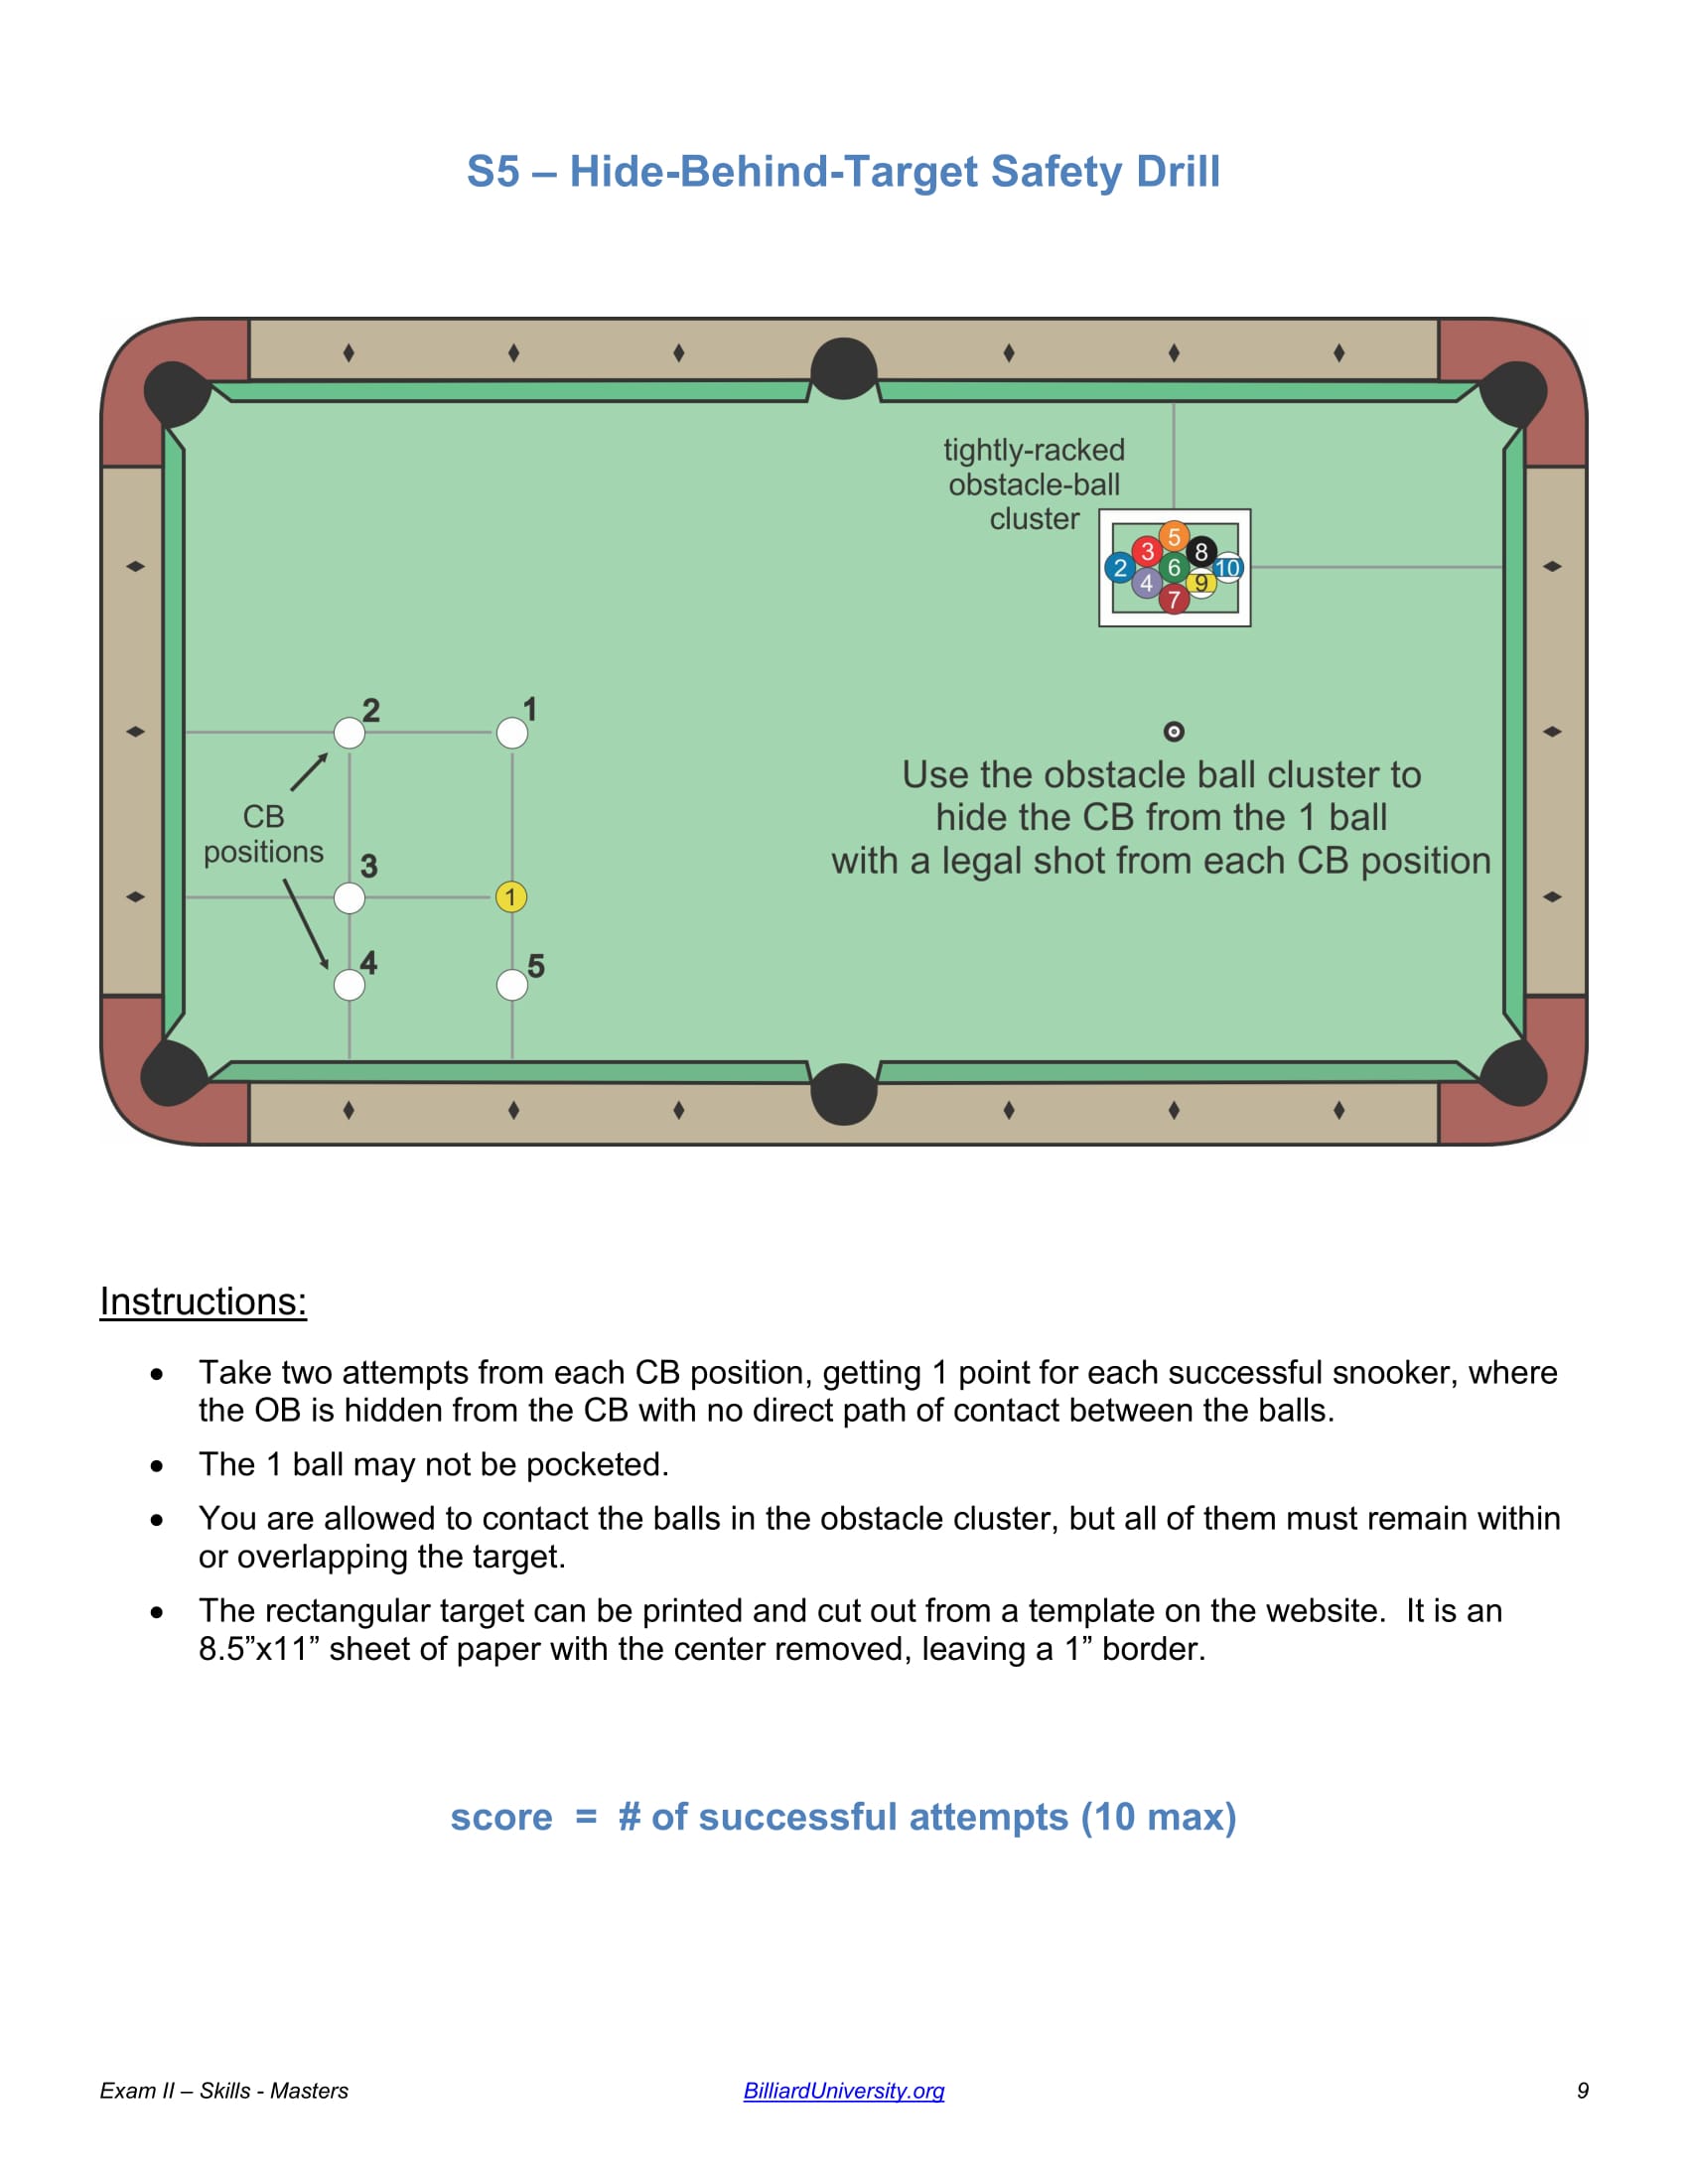 S5 – Hide-Behind-Target Safety Drill
tightly-racked
obstacle-ball
cluster
5
3
8
2
6
10
4
9
7
2
1
Use the obstacle ball cluster to
hide the CB from the 1 ball
with a legal shot from each CB position
CB
positions
3
1
4
5
Instructions:
• Take two attempts from each CB position, getting 1 point for each successful snooker, where
the OB is hidden from the CB with no direct path of contact between the balls.
• The 1 ball may not be pocketed.
• You are allowed to contact the balls in the obstacle cluster, but all of them must remain within
or overlapping the target.
• The rectangular target can be printed and cut out from a template on the website.  It is an
8.5”x11” sheet of paper with the center removed, leaving a 1” border.
score  =  # of successful attempts (10 max)
Exam II – Skills - Masters BilliardUniversity.org 9